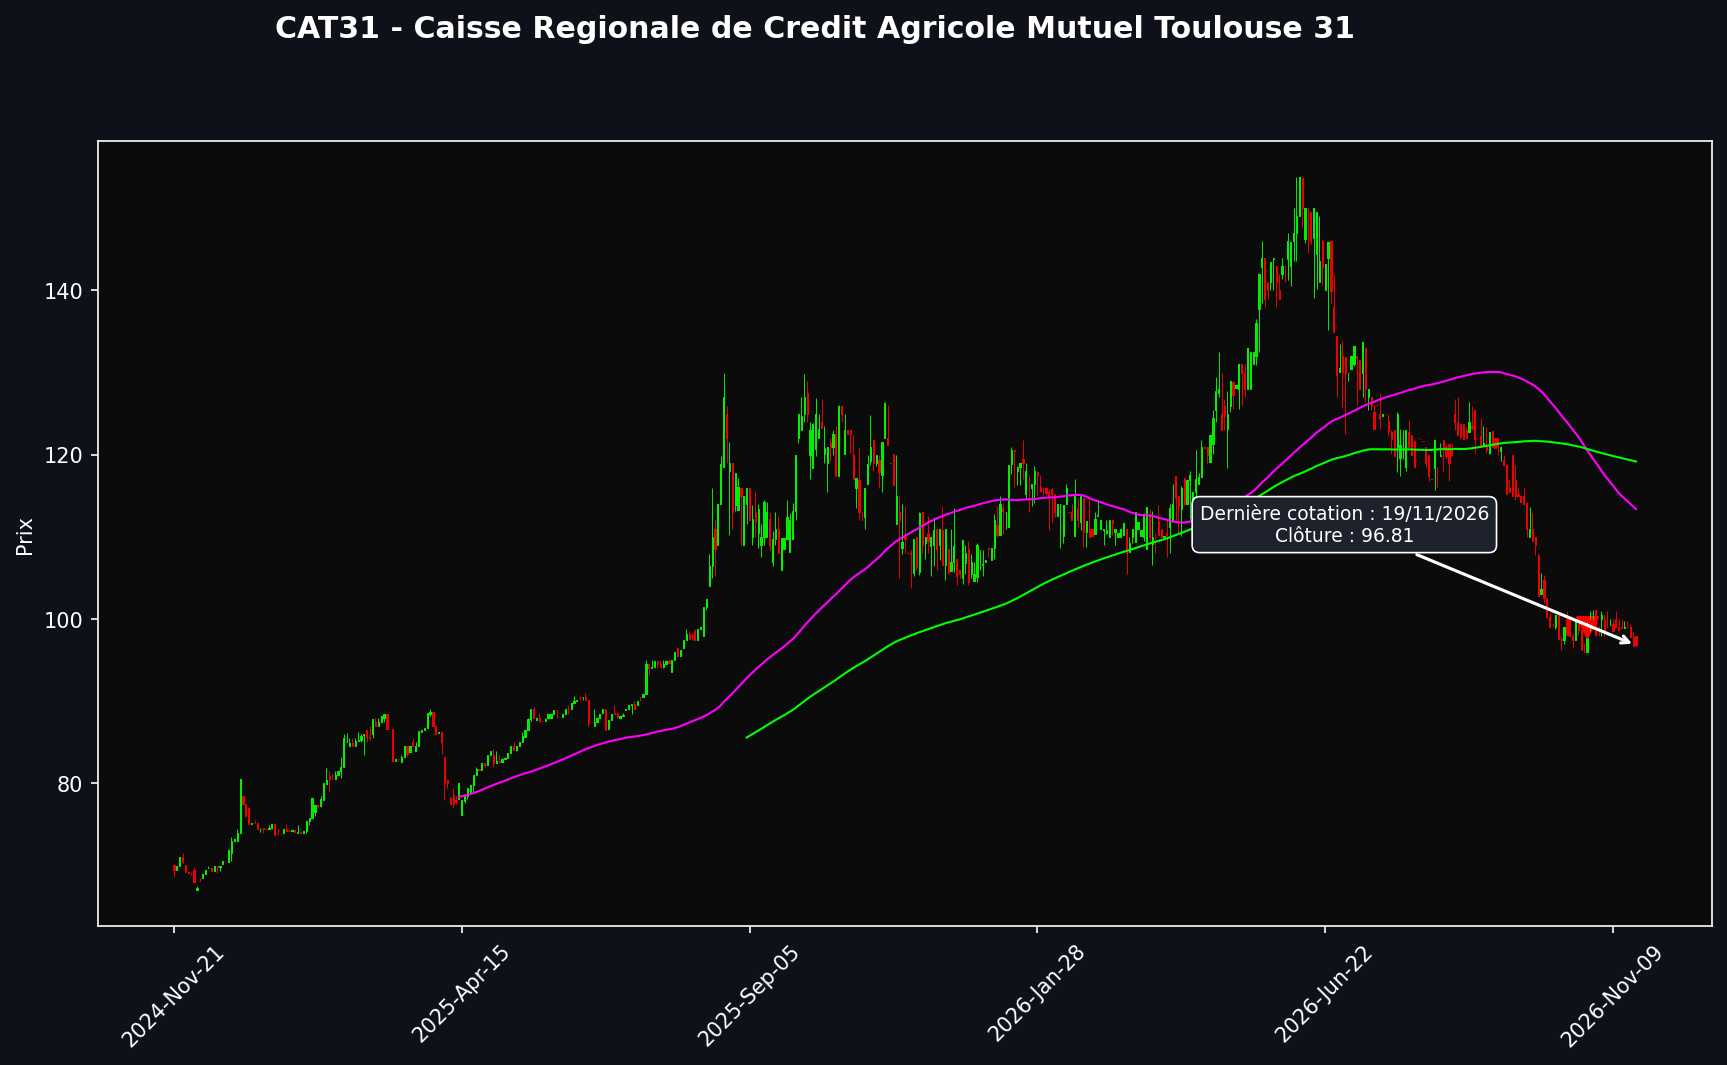 CAT31 - Caisse Regionale de Credit Agricole Mutuel Toulouse 31
Prix
140
120
100
80
Dernière cotation : 19/11/2026
Clôture : 96.81
2024-Nov-21
2025-Apr-15
2025-Sep-05
2026-Jan-28
2026-Jun-22
2026-Nov-09